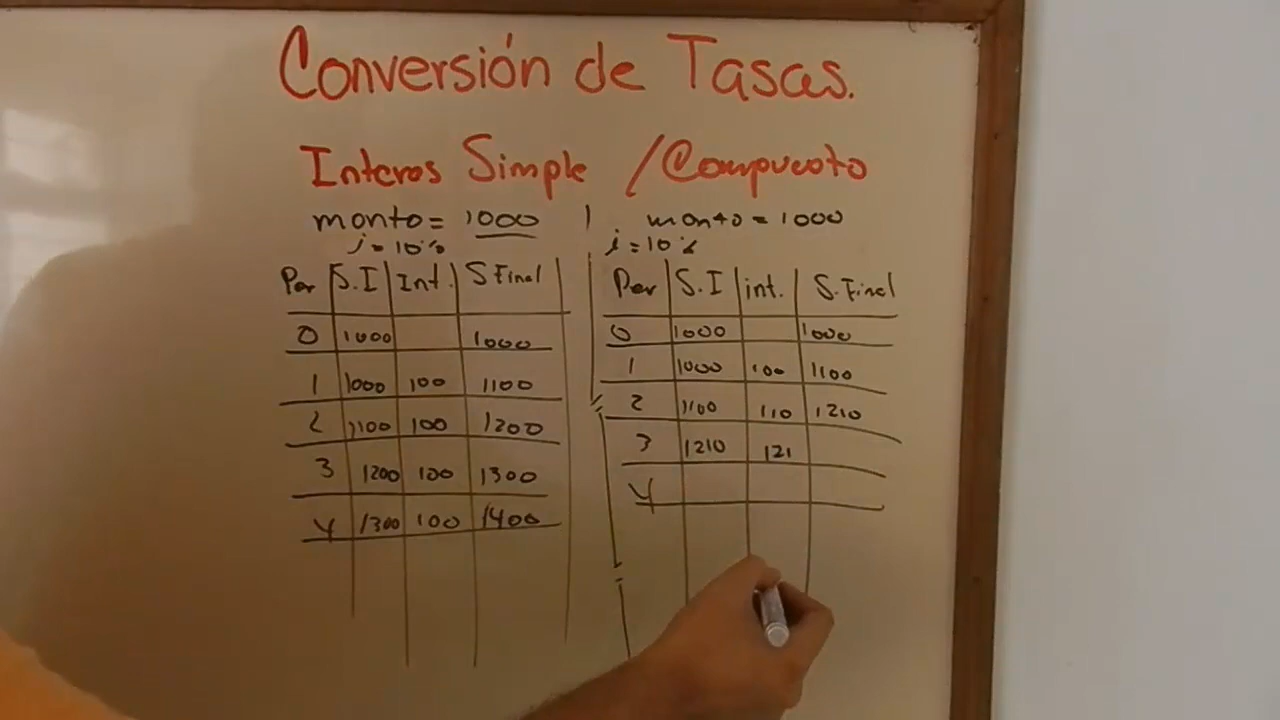 Conversión de Tasas.
Interes Simple / Compuesto
monto = 1000 | monto = 1000
i = 10% i = 10%
Per S.I Int. S Final
0 1000 1000
1 1000 100 1100
2 1100 100 1200
3 1200 100 1300
4 1300 100 1400
Per S.I int. S. Final
0 1000 1000
1 1000 100 1100
2 1100 110 1210
3 1210 121
4